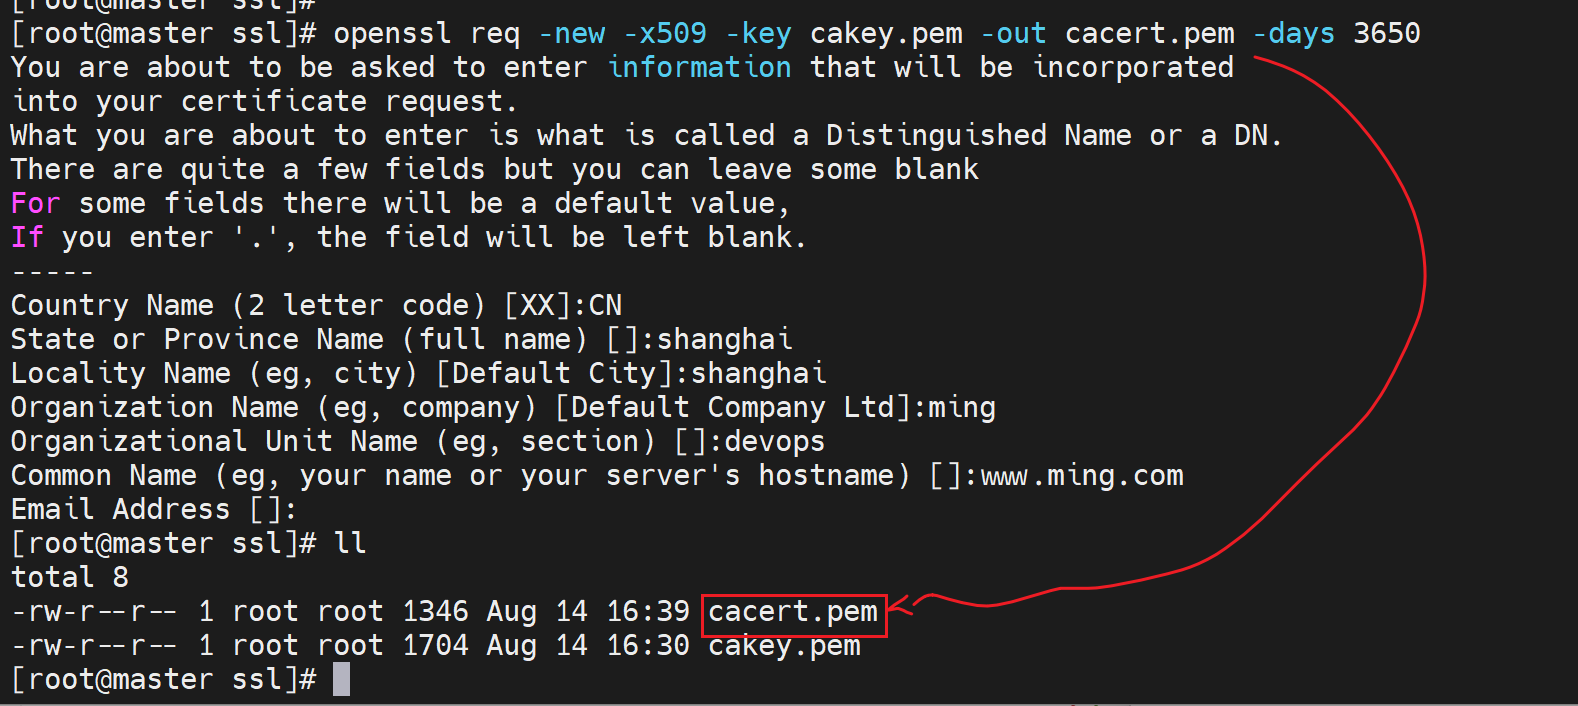 [root@master ssl]#
[root@master ssl]# openssl req -new -x509 -key cakey.pem -out cacert.pem -days 3650
You are about to be asked to enter information that will be incorporated
into your certificate request.
What you are about to enter is what is called a Distinguished Name or a DN.
There are quite a few fields but you can leave some blank
For some fields there will be a default value,
If you enter '.', the field will be left blank.
-----
Country Name (2 letter code) [XX]:CN
State or Province Name (full name) []:shanghai
Locality Name (eg, city) [Default City]:shanghai
Organization Name (eg, company) [Default Company Ltd]:ming
Organizational Unit Name (eg, section) []:devops
Common Name (eg, your name or your server's hostname) []:www.ming.com
Email Address []:
[root@master ssl]# ll
total 8
-rw-r--r-- 1 root root 1346 Aug 14 16:39 cacert.pem
-rw-r--r-- 1 root root 1704 Aug 14 16:30 cakey.pem
[root@master ssl]#